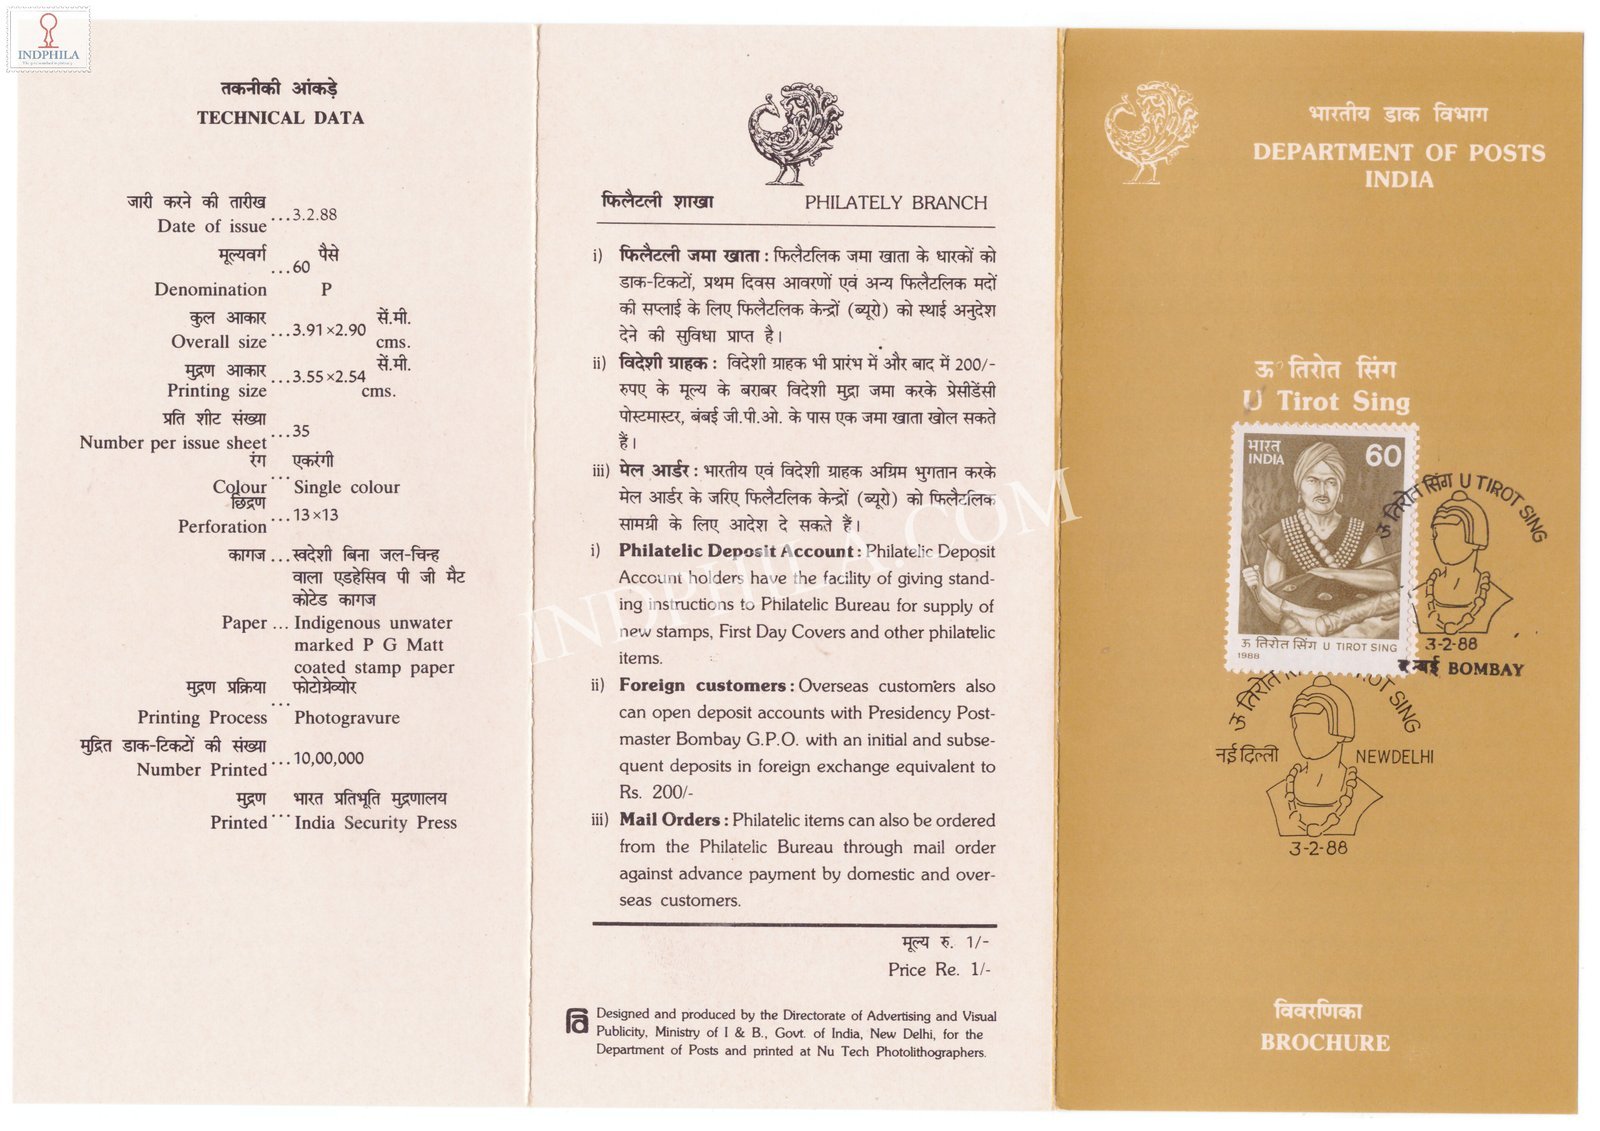 INDPHILA
तकनीकी आंकड़े
TECHNICAL DATA
जारी करने की तारीख
Date of issue ...3.2.88
मूल्यवर्ग ...60 पैसे
Denomination P
कुल आकार सें.मी.
Overall size ...3.91×2.90 cms.
मुद्रण आकार सें.मी.
Printing size ...3.55×2.54 cms.
प्रति शीट संख्या
Number per issue sheet ...35
रंग एकरंगी
Colour ... Single colour
छिद्रण
Perforation ...13×13
कागज ... स्वदेशी बिना जल-चिन्ह
वाला एडहेसिव पी जी मैट
कोटेड कागज
Paper ... Indigenous unwater
marked P G Matt
coated stamp paper
मुद्रण प्रक्रिया फोटोग्रेव्योर
Printing Process ... Photogravure
मुद्रित डाक-टिकटों की संख्या
Number Printed ...10,00,000
मुद्रण भारत प्रतिभूति मुद्रणालय
Printed ... India Security Press
फिलैटली शाखा PHILATELY BRANCH
i) फिलैटली जमा खाता : फिलैटलिक जमा खाता के धारकों को
डाक-टिकटों, प्रथम दिवस आवरणों एवं अन्य फिलैटलिक मदों
की सप्लाई के लिए फिलैटलिक केन्द्रों (ब्यूरो) को स्थाई अनुदेश
देने की सुविधा प्राप्त है।
ii) विदेशी ग्राहक : विदेशी ग्राहक भी प्रारंभ में और बाद में 200/-
रुपए के मूल्य के बराबर विदेशी मुद्रा जमा करके प्रेसीडेंसी
पोस्टमास्टर, बंबई जी.पी.ओ. के पास एक जमा खाता खोल सकते
हैं।
iii) मेल आर्डर : भारतीय एवं विदेशी ग्राहक अग्रिम भुगतान करके
मेल आर्डर के जरिए फिलैटलिक केन्द्रों (ब्यूरो) को फिलैटलिक
सामग्री के लिए आदेश दे सकते हैं।
i) Philatelic Deposit Account : Philatelic Deposit
Account holders have the facility of giving stand-
ing instructions to Philatelic Bureau for supply of
new stamps, First Day Covers and other philatelic
items.
ii) Foreign customers : Overseas customers also
can open deposit accounts with Presidency Post-
master Bombay G.P.O. with an initial and subse-
quent deposits in foreign exchange equivalent to
Rs. 200/-
iii) Mail Orders : Philatelic items can also be ordered
from the Philatelic Bureau through mail order
against advance payment by domestic and over-
seas customers.
मूल्य रु. 1/-
Price Re. 1/-
Designed and produced by the Directorate of Advertising and Visual
Publicity, Ministry of I & B., Govt. of India, New Delhi, for the
Department of Posts and printed at Nu Tech Photolithographers.
INDPHILA.COM
भारतीय डाक विभाग
DEPARTMENT OF POSTS
INDIA
ऊ तिरोत सिंग
U Tirot Sing
भारत
INDIA 60
ऊ तिरोत सिंग U TIROT SING
1988
ऊ तिरोत सिंग U TIROT SING
3-2-88
BOMBAY
ऊ तिरोत SING
नई दिल्ली NEW DELHI
3-2-88
विवरणिका
BROCHURE